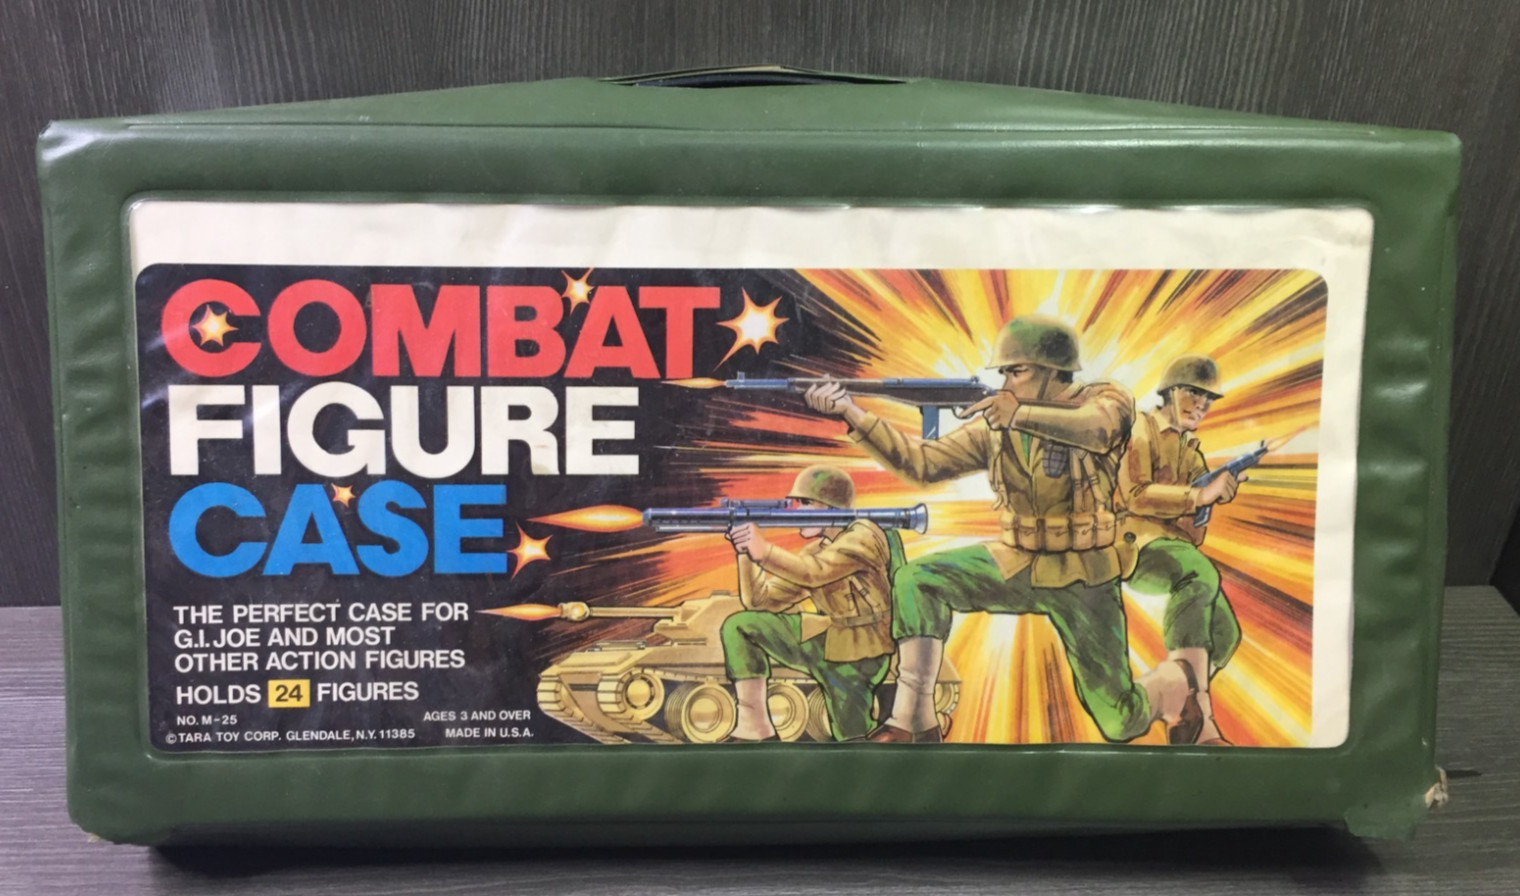 COMBAT
FIGURE
CASE
THE PERFECT CASE FOR
G.I. JOE AND MOST
OTHER ACTION FIGURES
HOLDS 24 FIGURES
NO. M-25
AGES 3 AND OVER
© TARA TOY CORP. GLENDALE, N.Y. 11385
MADE IN U.S.A.